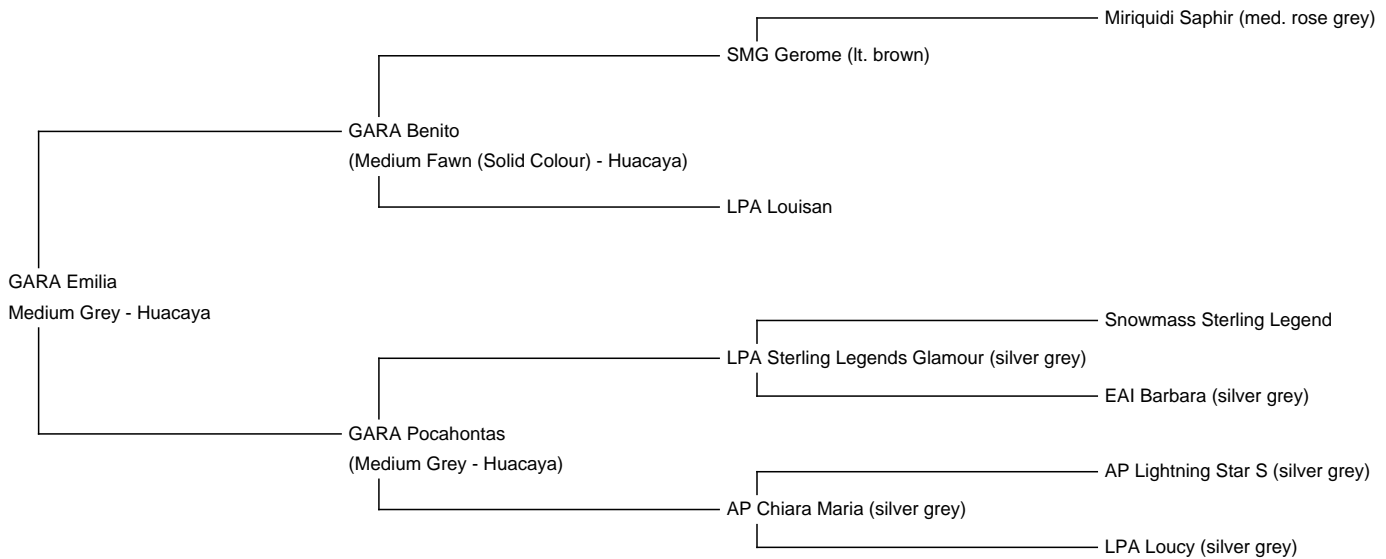 Miriquidi Saphir (med. rose grey)
SMG Gerome (lt. brown)
GARA Benito
(Medium Fawn (Solid Colour) - Huacaya)
LPA Louisan
GARA Emilia
Medium Grey - Huacaya
Snowmass Sterling Legend
LPA Sterling Legends Glamour (silver grey)
EAI Barbara (silver grey)
GARA Pocahontas
(Medium Grey - Huacaya)
AP Lightning Star S (silver grey)
AP Chiara Maria (silver grey)
LPA Loucy (silver grey)